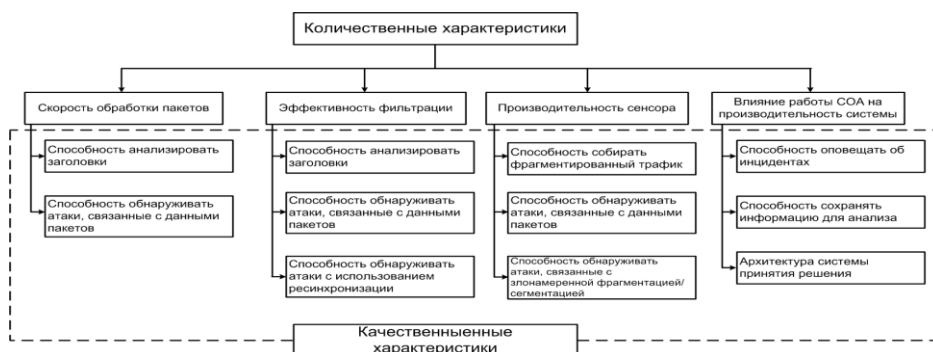 Количественные характеристики
Скорость обработки пакетов
Эффективность фильтрации
Производительность сенсора
Влияние работы СОА на
производительность системы
Способность анализировать
заголовки
Способность обнаруживать
атаки, связанные с данными
пакетов
Способность анализировать
заголовки
Способность обнаруживать
атаки, связанные с данными
пакетов
Способность обнаруживать
атаки с использованием
ресинхронизации
Способность собирать
фрагментированный трафик
Способность обнаруживать
атаки, связанные с данными
пакетов
Способность обнаруживать
атаки, связанные с
злонамеренной фрагментацией/
сегментацией
Способность оповещать об
инцидентах
Способность сохранять
информацию для анализа
Архитектура системы
принятия решения
Качественныенные
характеристики